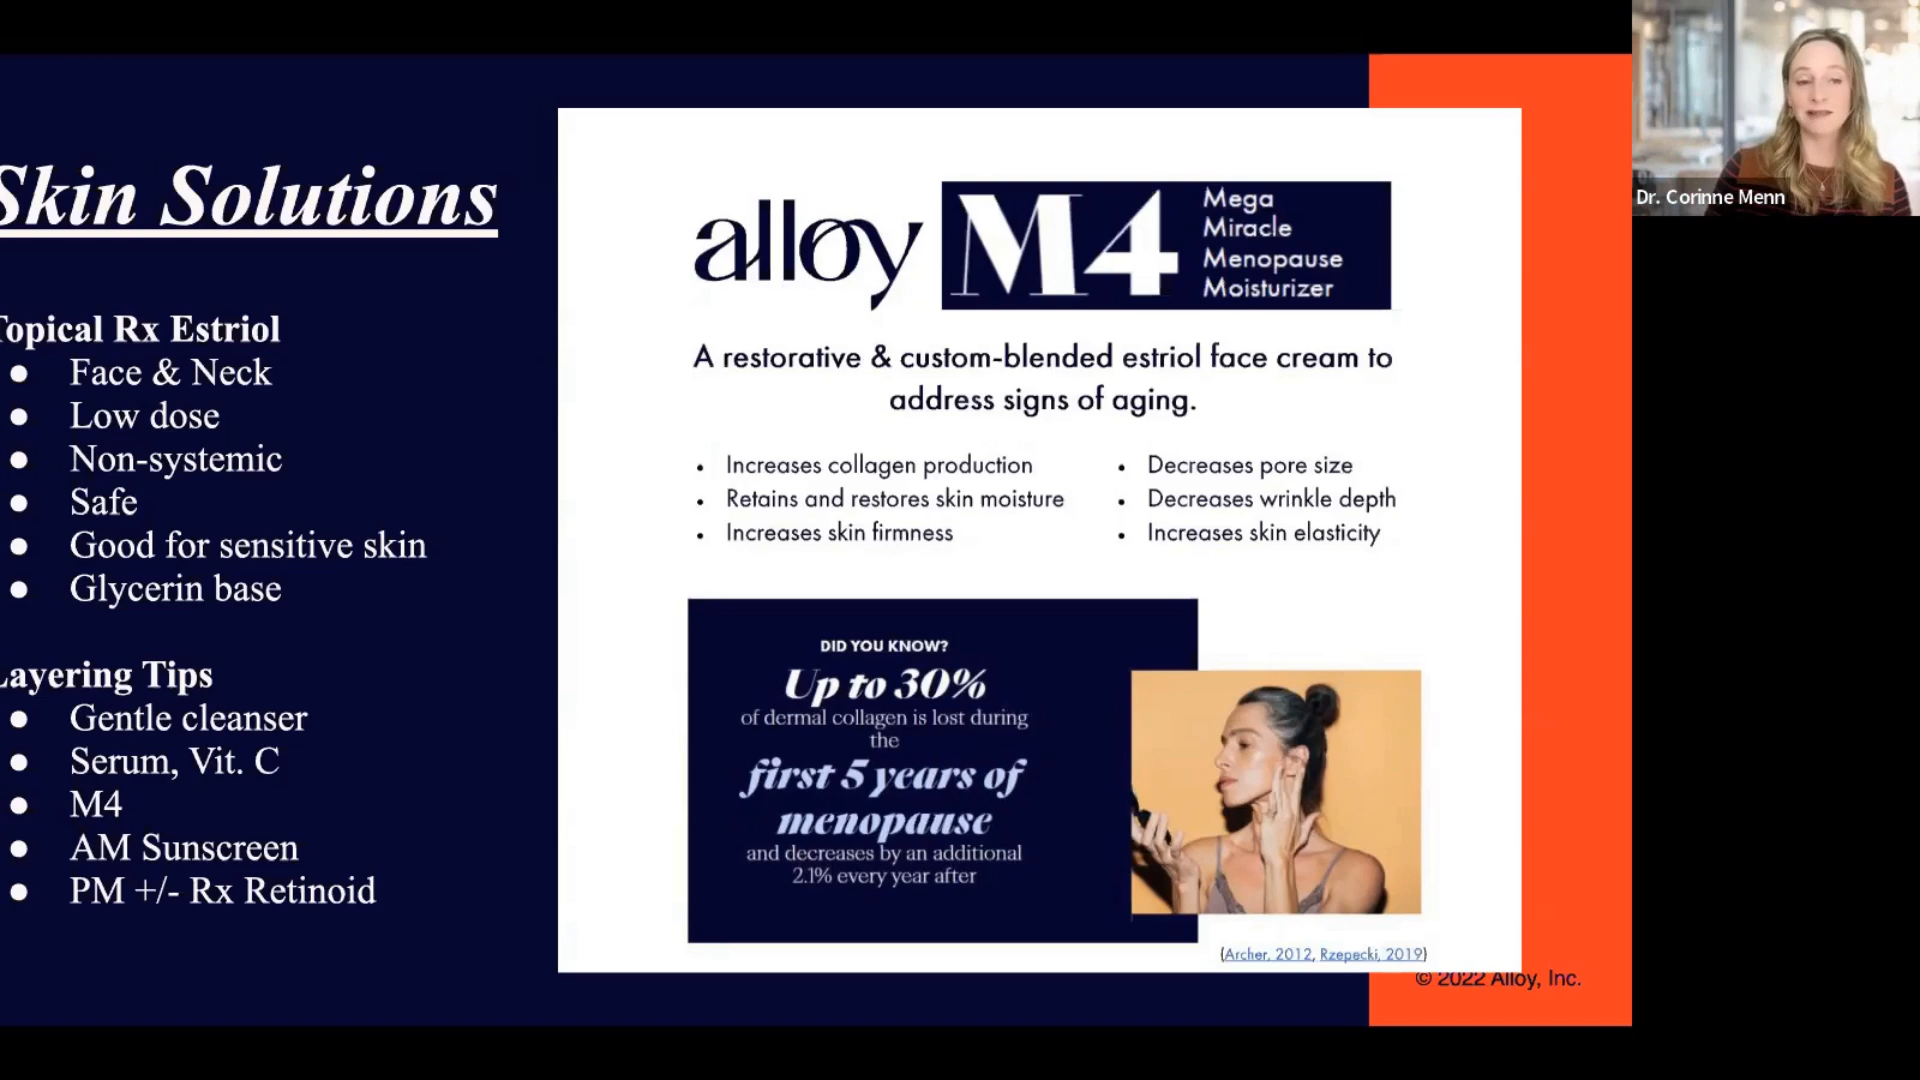 Skin Solutions
Topical Rx Estriol
● Face & Neck
● Low dose
● Non-systemic
● Safe
● Good for sensitive skin
● Glycerin base
Layering Tips
● Gentle cleanser
● Serum, Vit. C
● M4
● AM Sunscreen
● PM +/- Rx Retinoid
alloy
M4
Mega
Miracle
Menopause
Moisturizer
A restorative & custom-blended estriol face cream to
address signs of aging.
• Increases collagen production
• Retains and restores skin moisture
• Increases skin firmness
• Decreases pore size
• Decreases wrinkle depth
• Increases skin elasticity
DID YOU KNOW?
Up to 30%
of dermal collagen is lost during
the
first 5 years of
menopause
and decreases by an additional
2.1% every year after
(Archer, 2012, Rzepecki, 2019)
© 2022 Alloy, Inc.
Dr. Corinne Menn